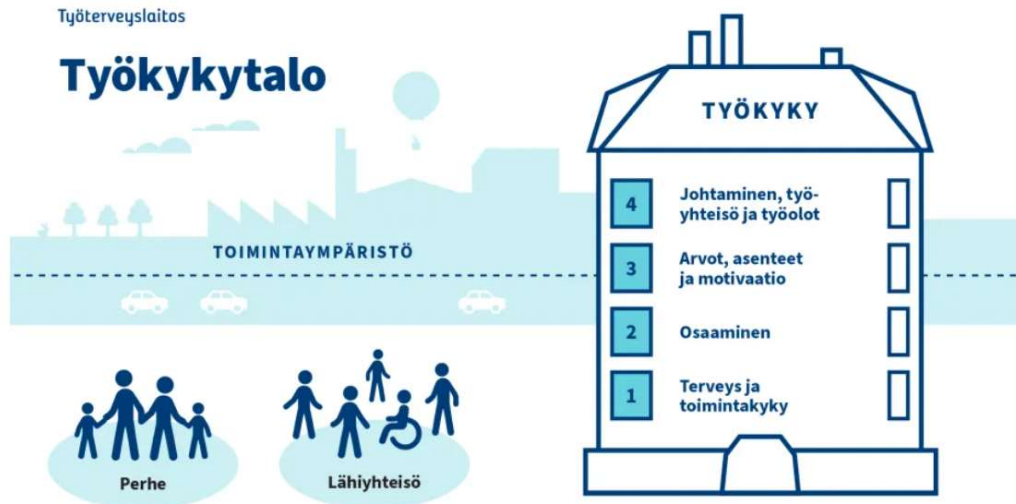 Työterveyslaitos
Työkykytalo
TYÖKYKY
4
Johtaminen, työ-
yhteisö ja työolot
TOIMINTAYMPÄRISTÖ
3
Arvot, asenteet
ja motivaatio
2
Osaaminen
1
Terveys ja
toimintakyky
Perhe
Lähiyhteisö